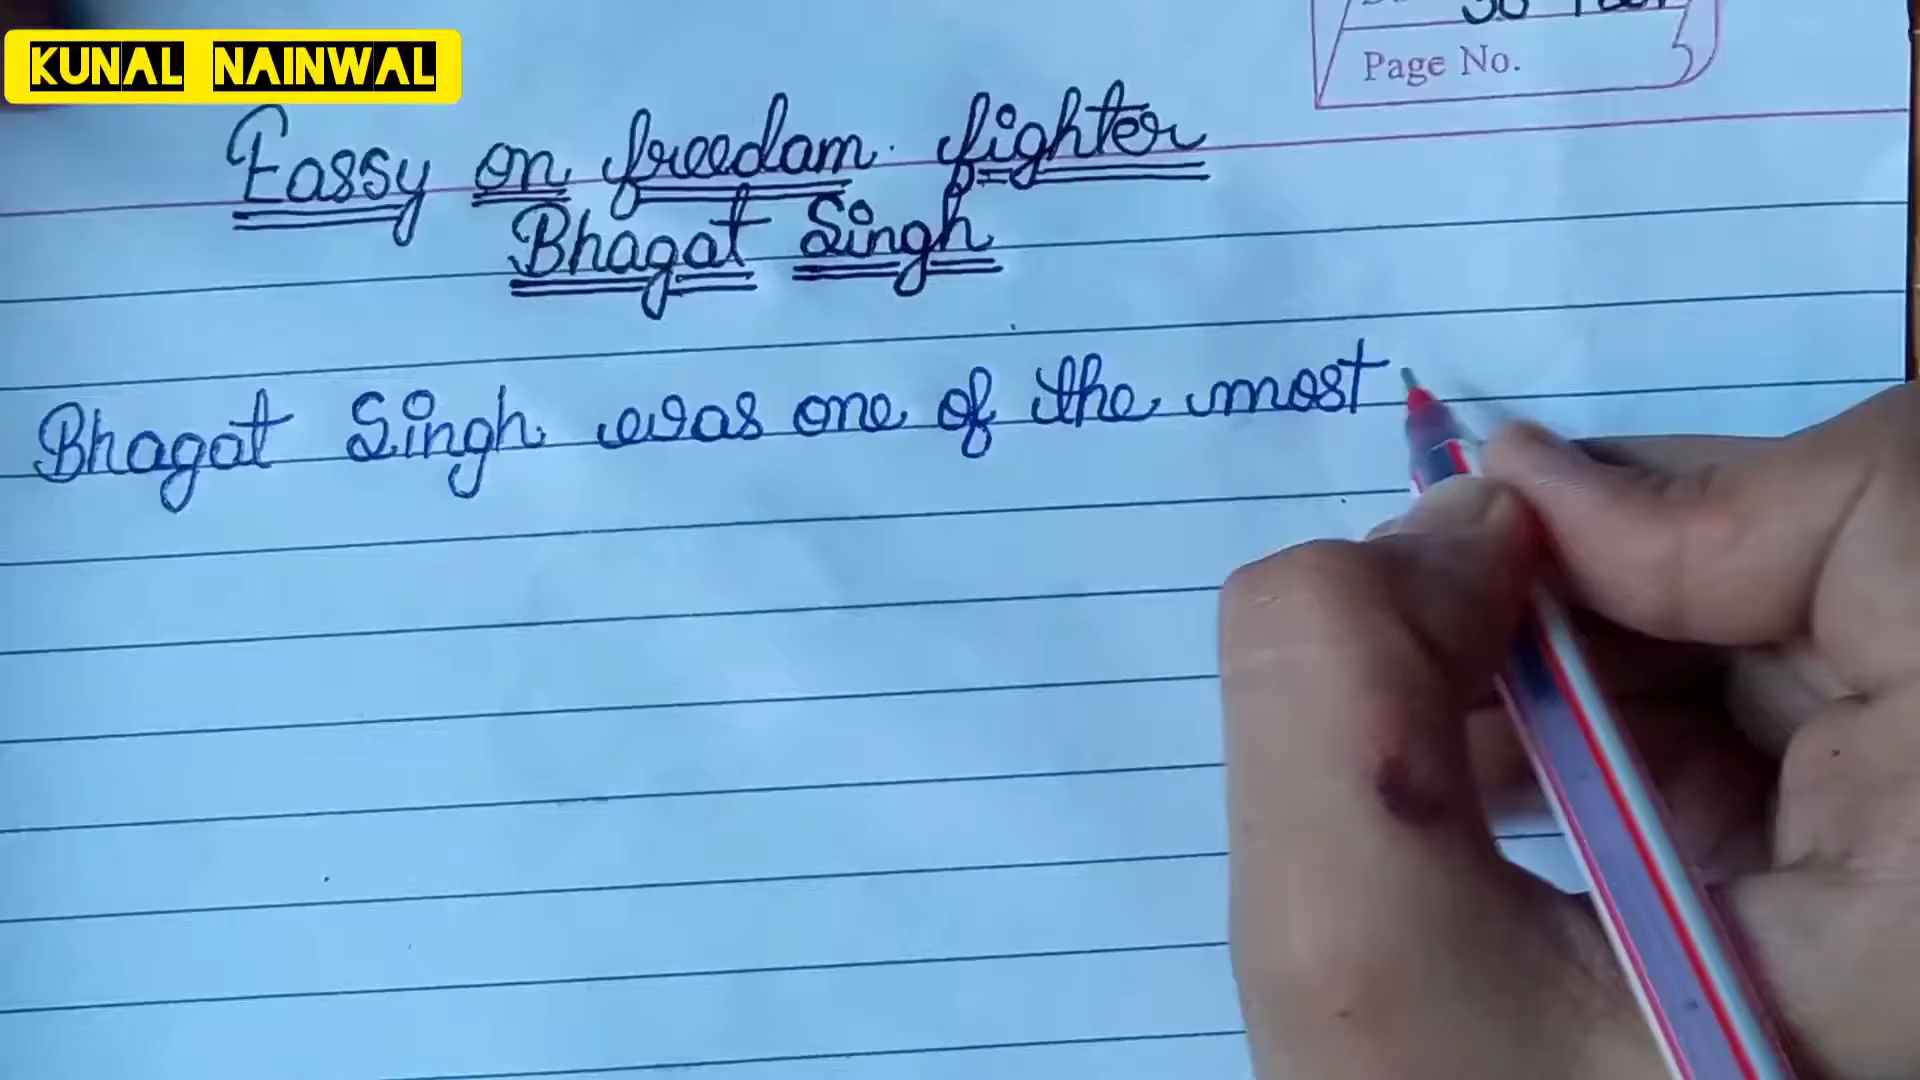 KUNAL NAINWAL
Page No.
Eassy on freedam fighter
Bhagat Singh
Bhagat Singh was one of the most